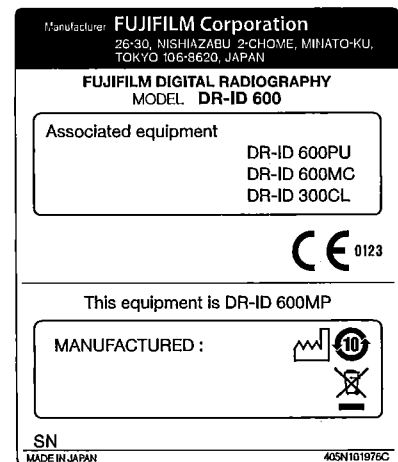 Manufacturer FUJIFILM Corporation
26-30, NISHIAZABU 2-CHOME, MINATO-KU,
TOKYO 106-8620, JAPAN
FUJIFILM DIGITAL RADIOGRAPHY
MODEL DR-ID 600
Associated equipment
DR-ID 600PU
DR-ID 600MC
DR-ID 300CL
CE 0123
This equipment is DR-ID 600MP
MANUFACTURED :
10
SN
MADE IN JAPAN 405N101976C